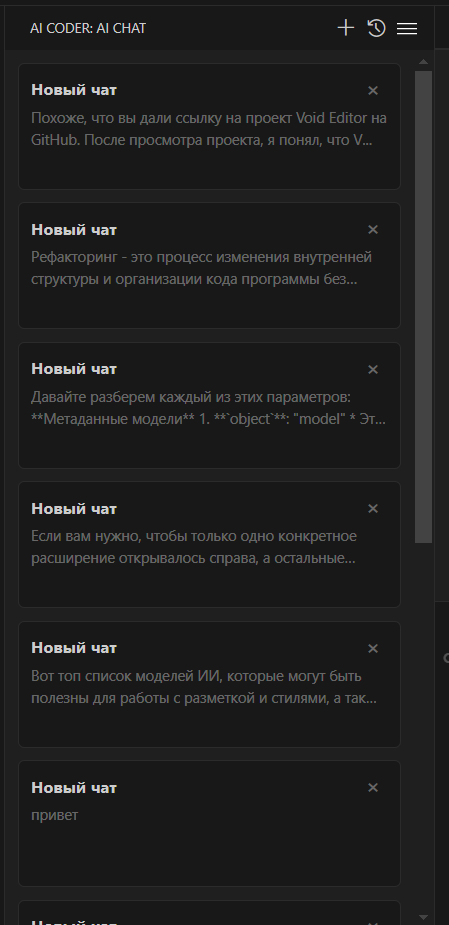 AI CODER: AI CHAT
Новый чат
Похоже, что вы дали ссылку на проект Void Editor на
GitHub. После просмотра проекта, я понял, что V...
Новый чат
Рефакторинг - это процесс изменения внутренней
структуры и организации кода программы без...
Новый чат
Давайте разберем каждый из этих параметров:
**Метаданные модели** 1. **`object`**: "model" * Эт...
Новый чат
Если вам нужно, чтобы только одно конкретное
расширение открывалось справа, а остальные...
Новый чат
Вот топ список моделей ИИ, которые могут быть
полезны для работы с разметкой и стилями, а так...
Новый чат
привет
Новый чат